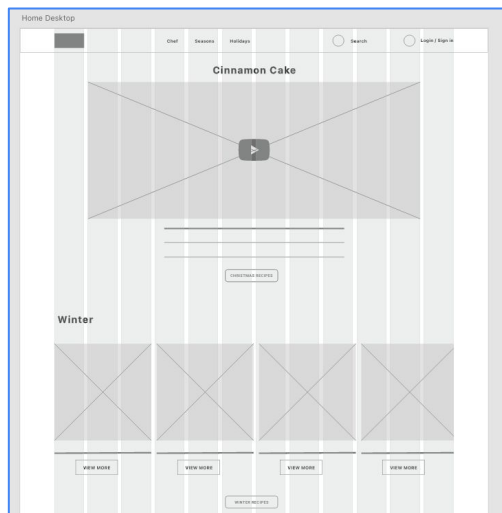 Home Desktop
Chef Seasons Holidays Search Login / Sign in
Cinnamon Cake
CHRISTMAS RECIPES
Winter
VIEW MORE VIEW MORE VIEW MORE VIEW MORE
WINTER RECIPES